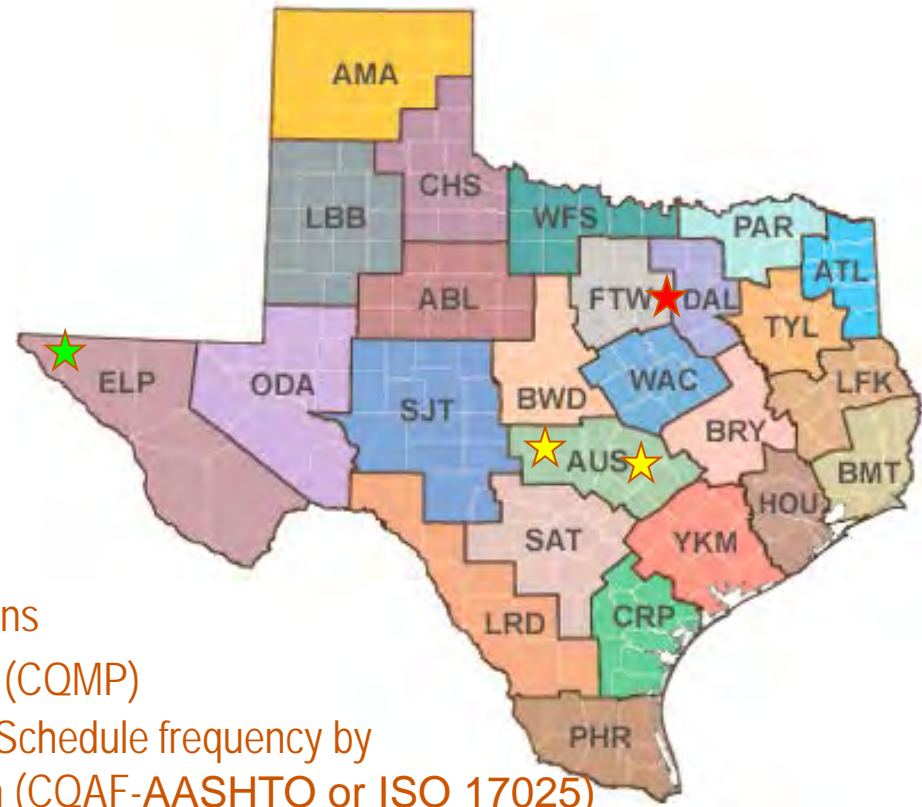 AMA
CHS
LBB
WFS
PAR
ATL
ABL
FTW
DAL
TYL
ELP
ODA
SJT
BWD
WAC
LFK
BRY
AUS
BMT
HOU
SAT
YKM
LRD
CRP
PHR
ns
(CQMP)
Schedule frequency by
(CQAF-AASHTO or ISO 17025)